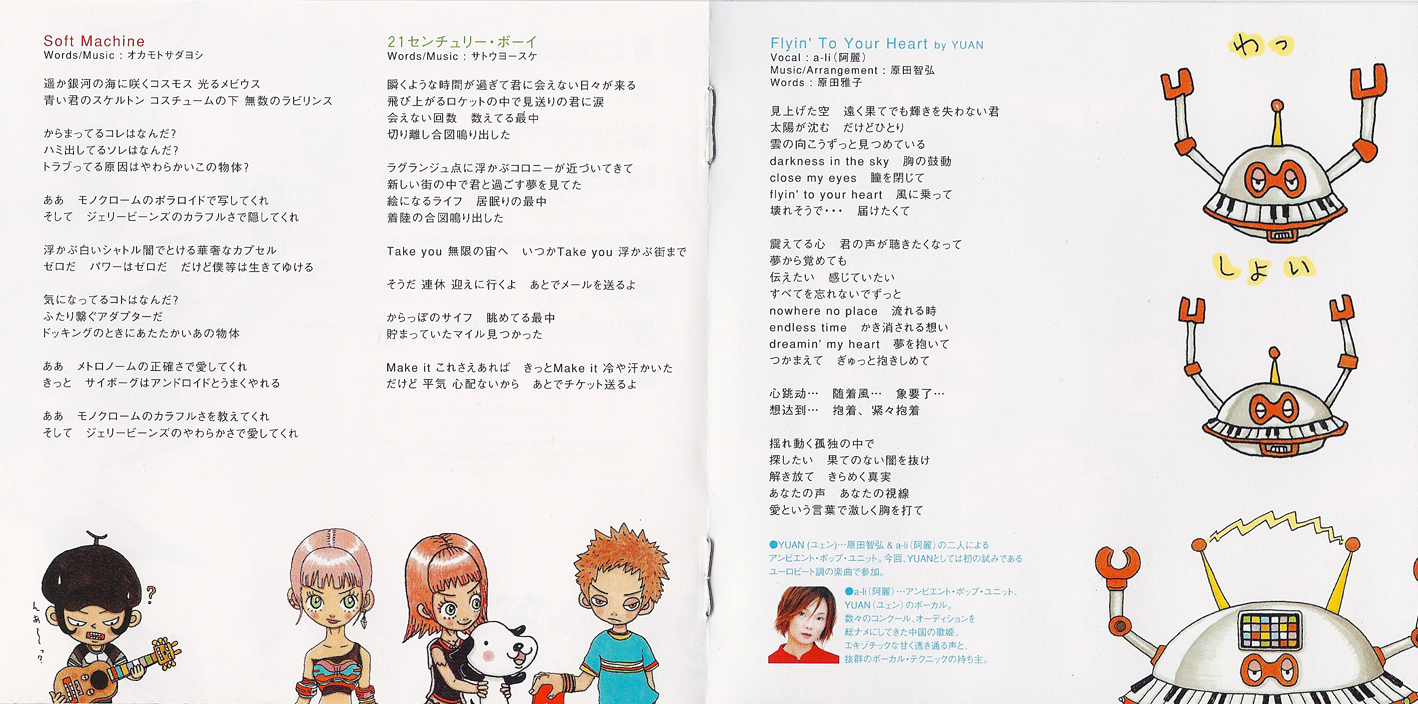 Soft Machine
Words/Music : オカモトサダヨシ
遥か銀河の海に咲くコスモス 光るメビウス
青い君のスケルトン コスチュームの下 無数のラビリンス
からまってるコレはなんだ?
ハミ出してるソレはなんだ?
トラブってる原因はやわらかいこの物体?
ああ　モノクロームのポラロイドで写してくれ
そして　ジェリービーンズのカラフルさで隠してくれ
浮かぶ白いシャトル闇でとける華奢なカプセル
ゼロだ　パワーはゼロだ　だけど僕等は生きてゆける
気になってるコトはなんだ?
ふたり繋ぐアダプターだ
ドッキングのときにあたたかいあの物体
ああ　メトロノームの正確さで愛してくれ
きっと　サイボーグはアンドロイドとうまくやれる
ああ　モノクロームのカラフルさを教えてくれ
そして　ジェリービーンズのやわらかさで愛してくれ
21センチュリー・ボーイ
Words/Music : サトウヨースケ
瞬くような時間が過ぎて君に会えない日々が来る
飛び上がるロケットの中で見送りの君に涙
会えない回数　数えてる最中
切り離し合図鳴り出した
ラグランジュ点に浮かぶコロニーが近づいてきて
新しい街の中で君と過ごす夢を見てた
絵になるライフ　居眠りの最中
着陸の合図鳴り出した
Take you 無限の宙へ　いつかTake you 浮かぶ街まで
そうだ 連休 迎えに行くよ　あとでメールを送るよ
からっぽのサイフ　眺めてる最中
貯まっていたマイル見つかった
Make it これさえあれば　きっとMake it 冷や汗かいた
だけど 平気 心配ないから　あとでチケット送るよ
Flyin' To Your Heart by YUAN
Vocal : a-li（阿麗）
Music/Arrangement : 原田智弘
Words : 原田雅子
見上げた空　遠く果てでも輝きを失わない君
太陽が沈む　だけどひとり
雲の向こうずっと見つめている
darkness in the sky　胸の鼓動
close my eyes　瞳を閉じて
flyin' to your heart　風に乗って
壊れそうで・・・　届けたくて
震えてる心　君の声が聴きたくなって
夢から覚めても
伝えたい　感じていたい
すべてを忘れないでずっと
nowhere no place　流れる時
endless time　かき消される想い
dreamin' my heart　夢を抱いて
つかまえて　ぎゅっと抱きしめて
心跳动…　随着風…　象要了…
想达到…　抱着、紧々抱着
揺れ動く孤独の中で
探したい　果てのない闇を抜け
解き放て　きらめく真実
あなたの声　あなたの視線
愛という言葉で激しく胸を打て
●YUAN (ユェン)…原田智弘 & a-li（阿麗）の二人による
アンビエント・ポップ・ユニット。今回、YUANとしては初の試みである
ユーロビート調の楽曲で参加。
●a-li（阿麗）…アンビエント・ポップ・ユニット、
YUAN（ユェン）のボーカル。
数々のコンクール、オーディションを
総ナメにしてきた中国の歌姫。
エキゾチックな甘く透き通る声と、
抜群のボーカル・テクニックの持ち主。
わっ
しょい
んぁ〜〜っ?
?